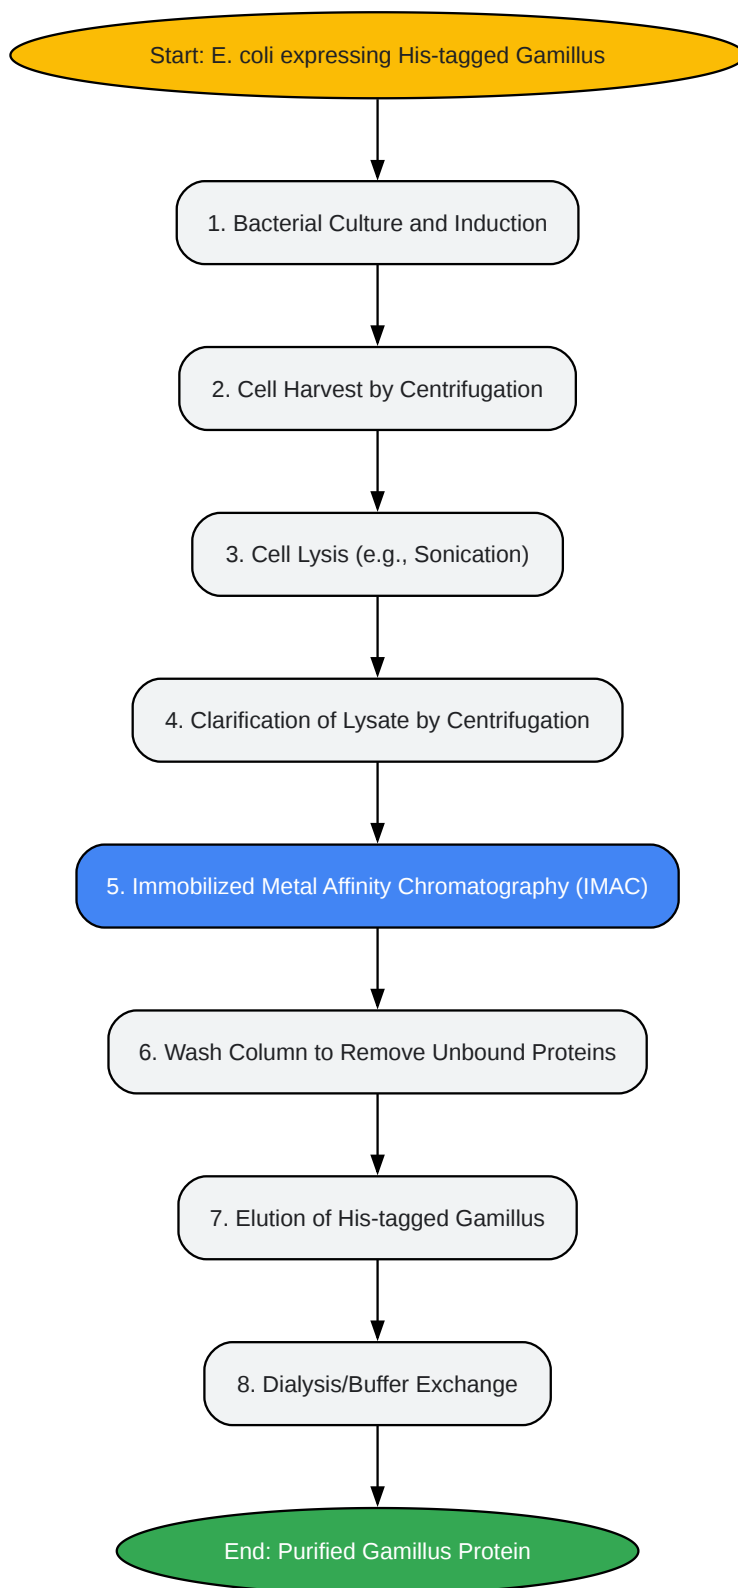 Start: E. coli expressing His-tagged Gamillus
1. Bacterial Culture and Induction
2. Cell Harvest by Centrifugation
3. Cell Lysis (e.g., Sonication)
4. Clarification of Lysate by Centrifugation
5. Immobilized Metal Affinity Chromatography (IMAC)
6. Wash Column to Remove Unbound Proteins
7. Elution of His-tagged Gamillus
8. Dialysis/Buffer Exchange
End: Purified Gamillus Protein